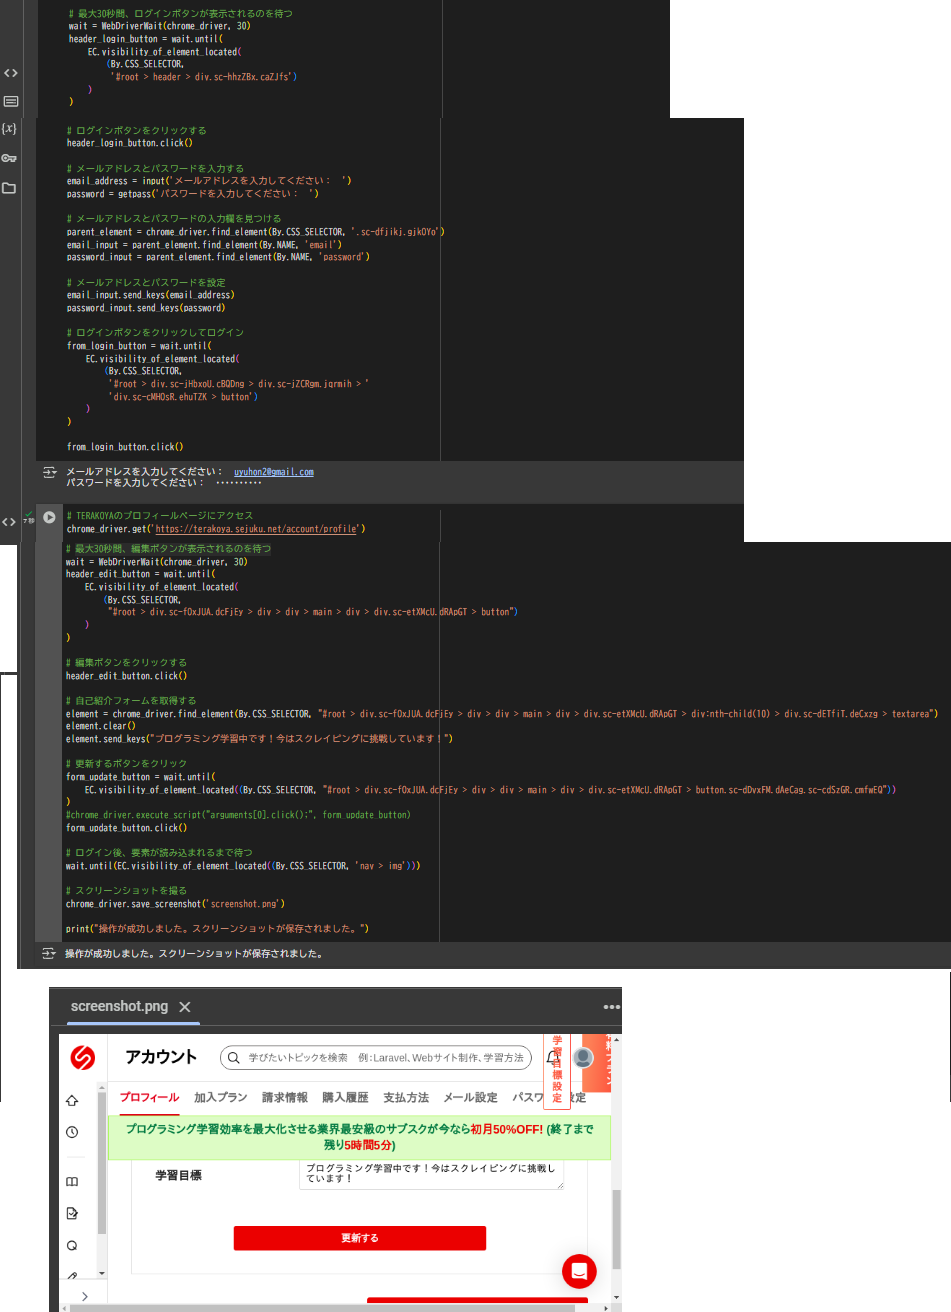 # 最大30秒間、ログインボタンが表示されるのを待つ
wait = WebDriverWait(chrome_driver, 30)
header_login_button = wait.until(
EC.visibility_of_element_located(
(By.CSS_SELECTOR,
'#root > header > div.sc-hhzZBx.caZJfs')
)
)
# ログインボタンをクリックする
header_login_button.click()
# メールアドレスとパスワードを入力する
email_address = input('メールアドレスを入力してください： ')
password = getpass('パスワードを入力してください： ')
# メールアドレスとパスワードの入力欄を見つける
parent_element = chrome_driver.find_element(By.CSS_SELECTOR, '.sc-dfjikj.gjkOYo')
email_input = parent_element.find_element(By.NAME, 'email')
password_input = parent_element.find_element(By.NAME, 'password')
# メールアドレスとパスワードを設定
email_input.send_keys(email_address)
password_input.send_keys(password)
# ログインボタンをクリックしてログイン
from_login_button = wait.until(
EC.visibility_of_element_located(
(By.CSS_SELECTOR,
'#root > div.sc-jHbxoU.cBQDng > div.sc-jZCRgm.jqrmih > '
'div.sc-cMHOsR.ehuTZK > button')
)
)
from_login_button.click()
メールアドレスを入力してください： uyuhon2@gmail.com
パスワードを入力してください： ··········
7 秒
# TERAKOYAのプロフィールページにアクセス
chrome_driver.get('https://terakoya.sejuku.net/account/profile')
# 最大30秒間、編集ボタンが表示されるのを待つ
wait = WebDriverWait(chrome_driver, 30)
header_edit_button = wait.until(
EC.visibility_of_element_located(
(By.CSS_SELECTOR,
"#root > div.sc-fOxJUA.dcFjEy > div > div > main > div > div.sc-etXMcU.dRApGT > button")
)
)
# 編集ボタンをクリックする
header_edit_button.click()
# 自己紹介フォームを取得する
element = chrome_driver.find_element(By.CSS_SELECTOR, "#root > div.sc-fOxJUA.dcFjEy > div > div > main > div > div.sc-etXMcU.dRApGT > div:nth-child(10) > div.sc-dETfiT.deCxzg > textarea")
element.clear()
element.send_keys("プログラミング学習中です！今はスクレイピングに挑戦しています！")
# 更新するボタンをクリック
form_update_button = wait.until(
EC.visibility_of_element_located((By.CSS_SELECTOR, "#root > div.sc-fOxJUA.dcFjEy > div > div > main > div > div.sc-etXMcU.dRApGT > button.sc-dDvxFM.dAeCag.sc-cdSzGR.cmfwEQ"))
)
#chrome_driver.execute_script("arguments[0].click();", form_update_button)
form_update_button.click()
# ログイン後、要素が読み込まれるまで待つ
wait.until(EC.visibility_of_element_located((By.CSS_SELECTOR, 'nav > img')))
# スクリーンショットを撮る
chrome_driver.save_screenshot('screenshot.png')
print("操作が成功しました。スクリーンショットが保存されました。")
操作が成功しました。スクリーンショットが保存されました。
screenshot.png
アカウント
学びたいトピックを検索 例：Laravel、Webサイト制作、学習方法
学習目標設定
料プラン
プロフィール 加入プラン 請求情報 購入履歴 支払方法 メール設定 パスワ 設定
プログラミング学習効率を最大化させる業界最安級のサブスクが今なら初月50%OFF! (終了まで
残り5時間5分)
学習目標
プログラミング学習中です！今はスクレイピングに挑戦し
ています！
更新する